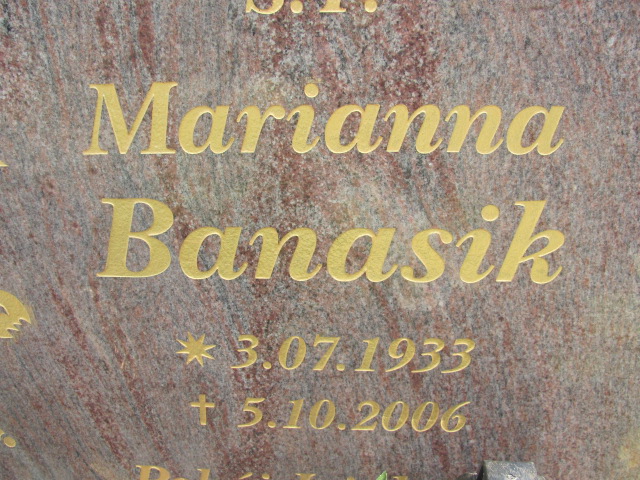 Ś.P.
Marianna
Banasik
* 3.07.1933
✝ 5.10.2006